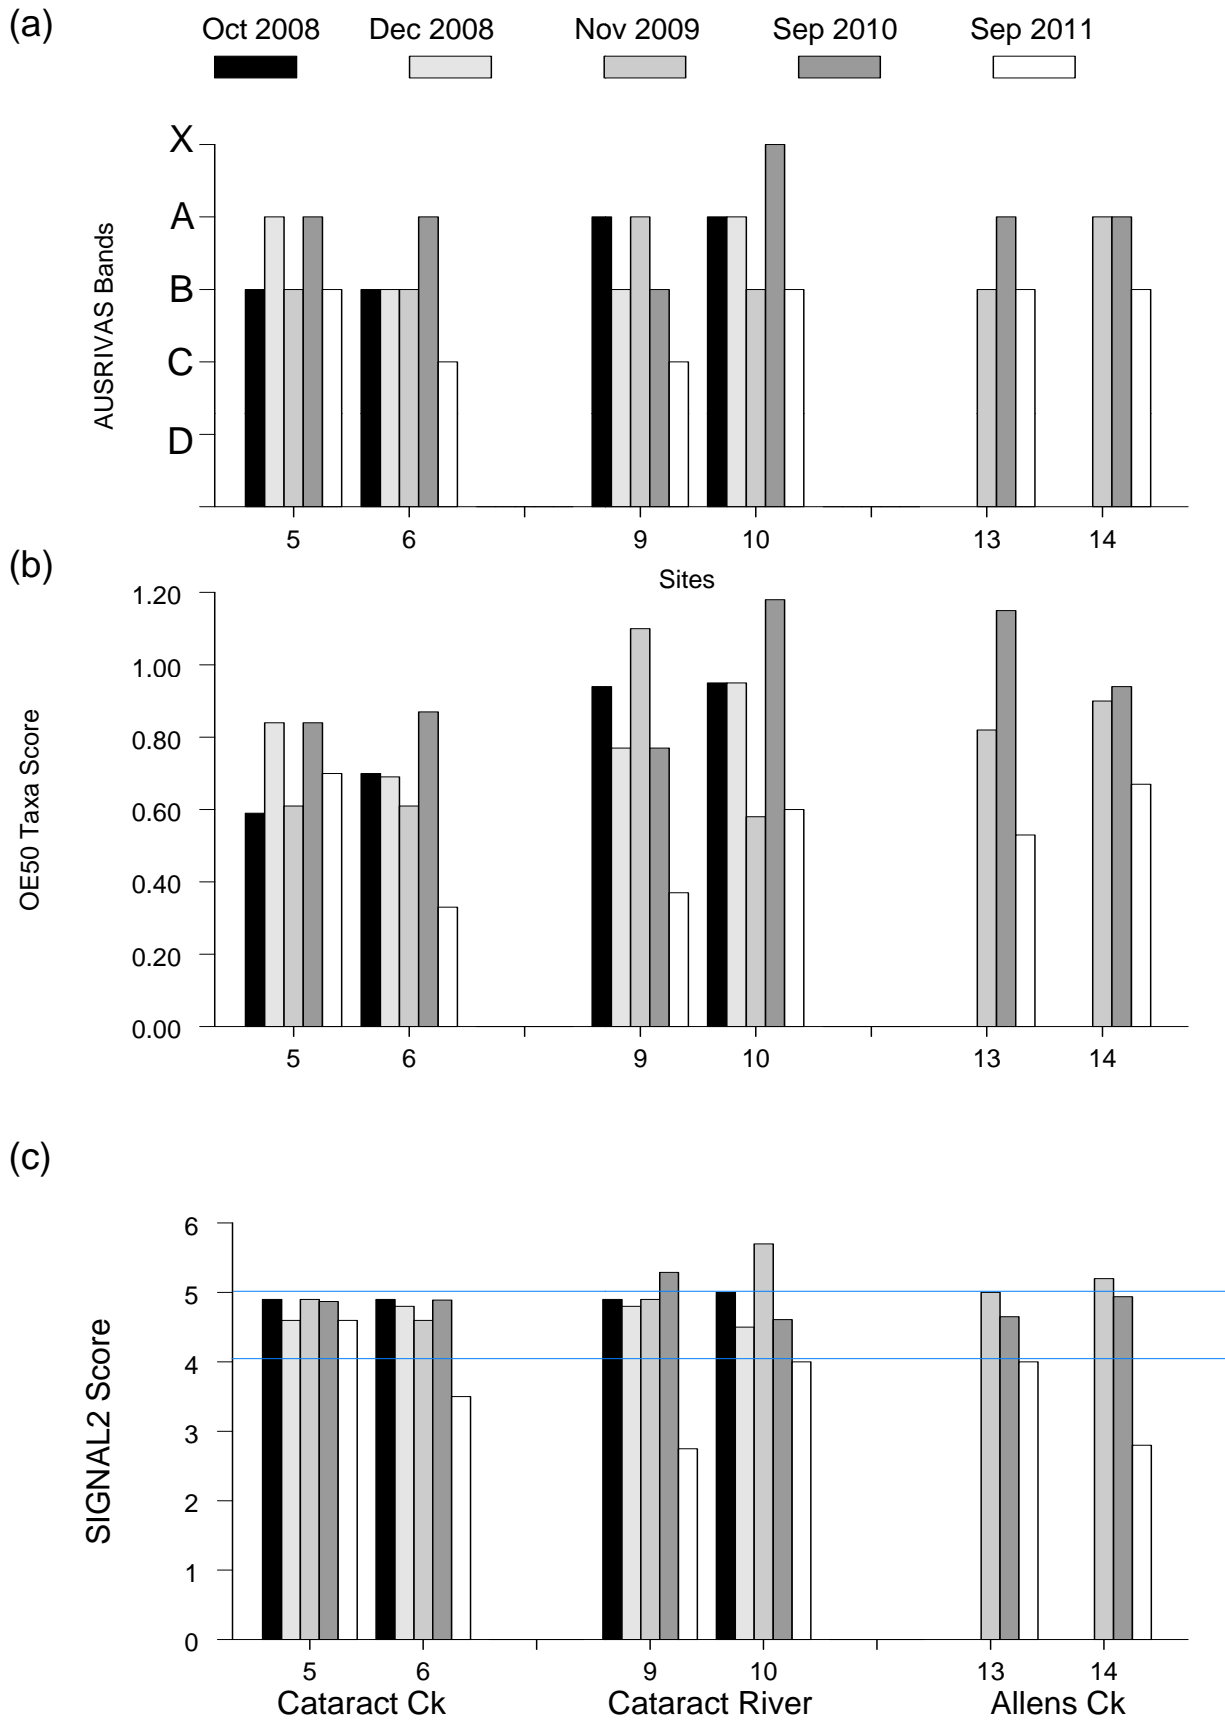 (a)
Oct 2008 Dec 2008 Nov 2009 Sep 2010 Sep 2011
X
A
B
C
D
AUSRIVAS Bands
5 6 9 10 13 14
Sites
(b)
1.20
1.00
0.80
0.60
0.40
0.20
0.00
OE50 Taxa Score
5 6 9 10 13 14
(c)
6
5
4
3
2
1
0
SIGNAL2 Score
5 6 9 10 13 14
Cataract Ck Cataract River Allens Ck